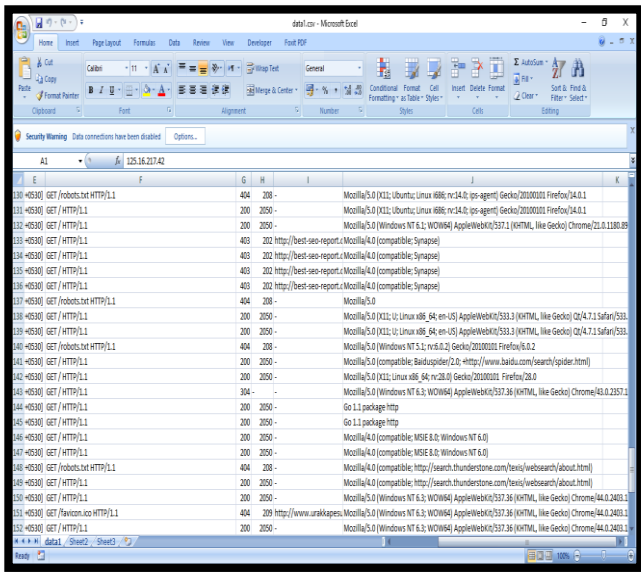 data1.csv - Microsoft Excel
Home Insert Page Layout Formulas Data Review View Developer Foxit PDF
Paste Cut Copy Format Painter
Calibri 11 Wrap Text Merge & Center General
Conditional Formatting Format as Table Cell Styles Insert Delete Format
AutoSum Fill Clear Sort & Filter Find & Select
Clipboard Font Alignment Number Styles Cells Editing
Security Warning Data connections have been disabled Options...
A1 fx 125.16.217.42
E F G H I J K
130 +0530] GET /robots.txt HTTP/1.1 404 208 - Mozilla/5.0 (X11; Ubuntu; Linux i686; rv:14.0; ips-agent) Gecko/20100101 Firefox/14.0.1
131 +0530] GET / HTTP/1.1 200 2050 - Mozilla/5.0 (X11; Ubuntu; Linux i686; rv:14.0; ips-agent) Gecko/20100101 Firefox/14.0.1
132 +0530] GET / HTTP/1.1 200 2050 - Mozilla/5.0 (Windows NT 6.1; WOW64) AppleWebKit/537.1 (KHTML, like Gecko) Chrome/21.0.1180.89
133 +0530] GET / HTTP/1.1 403 202 http://best-seo-report.c Mozilla/4.0 (compatible; Synapse)
134 +0530] GET / HTTP/1.1 403 202 http://best-seo-report.c Mozilla/4.0 (compatible; Synapse)
135 +0530] GET / HTTP/1.1 403 202 http://best-seo-report.c Mozilla/4.0 (compatible; Synapse)
136 +0530] GET / HTTP/1.1 403 202 http://best-seo-report.c Mozilla/4.0 (compatible; Synapse)
137 +0530] GET /robots.txt HTTP/1.1 404 208 - Mozilla/5.0
138 +0530] GET / HTTP/1.1 200 2050 - Mozilla/5.0 (X11; U; Linux x86_64; en-US) AppleWebKit/533.3 (KHTML, like Gecko) Qt/4.7.1 Safari/533.
139 +0530] GET / HTTP/1.1 200 2050 - Mozilla/5.0 (X11; U; Linux x86_64; en-US) AppleWebKit/533.3 (KHTML, like Gecko) Qt/4.7.1 Safari/533.
140 +0530] GET /robots.txt HTTP/1.1 404 208 - Mozilla/5.0 (Windows NT 5.1; rv:6.0.2) Gecko/20100101 Firefox/6.0.2
141 +0530] GET / HTTP/1.1 200 2050 - Mozilla/5.0 (compatible; Baiduspider/2.0; +http://www.baidu.com/search/spider.html)
142 +0530] GET / HTTP/1.1 200 2050 - Mozilla/5.0 (X11; Linux x86_64; rv:28.0) Gecko/20100101 Firefox/28.0
143 +0530] GET / HTTP/1.1 304 - - Mozilla/5.0 (Windows NT 6.3; WOW64) AppleWebKit/537.36 (KHTML, like Gecko) Chrome/43.0.2357.1
144 +0530] GET / HTTP/1.1 200 2050 - Go 1.1 package http
145 +0530] GET / HTTP/1.1 200 2050 - Go 1.1 package http
146 +0530] GET / HTTP/1.1 200 2050 - Mozilla/4.0 (compatible; MSIE 8.0; Windows NT 6.0)
147 +0530] GET / HTTP/1.1 200 2050 - Mozilla/4.0 (compatible; MSIE 8.0; Windows NT 6.0)
148 +0530] GET /robots.txt HTTP/1.1 404 208 - Mozilla/4.0 (compatible; http://search.thunderstone.com/texis/websearch/about.html)
149 +0530] GET / HTTP/1.1 200 2050 - Mozilla/4.0 (compatible; http://search.thunderstone.com/texis/websearch/about.html)
150 +0530] GET / HTTP/1.1 200 2050 - Mozilla/5.0 (Windows NT 6.3; WOW64) AppleWebKit/537.36 (KHTML, like Gecko) Chrome/44.0.2403.1
151 +0530] GET /favicon.ico HTTP/1.1 404 209 http://www.urakkapesu Mozilla/5.0 (Windows NT 6.3; WOW64) AppleWebKit/537.36 (KHTML, like Gecko) Chrome/44.0.2403.1
152 +0530] GET / HTTP/1.1 200 2050 - Mozilla/5.0 (Windows NT 6.3; WOW64) AppleWebKit/537.36 (KHTML, like Gecko) Chrome/44.0.2403.1
data1 Sheet2 Sheet3
Ready 100%